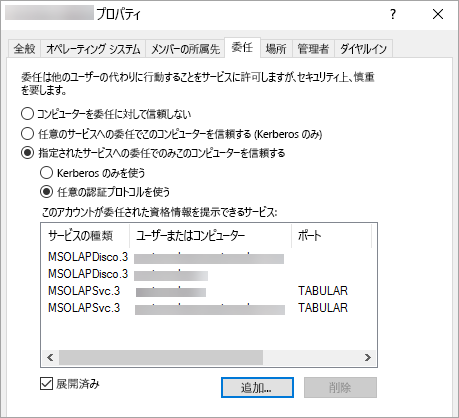 プロパティ
全般 オペレーティング システム メンバーの所属先 委任 場所 管理者 ダイヤルイン
委任は他のユーザーの代わりに行動することをサービスに許可しますが、セキュリティ上、慎重
を要します。
コンピューターを委任に対して信頼しない
任意のサービスへの委任でこのコンピューターを信頼する (Kerberos のみ)
指定されたサービスへの委任でのみこのコンピューターを信頼する
Kerberos のみを使う
任意の認証プロトコルを使う
このアカウントが委任された資格情報を提示できるサービス:
サービスの種類 ユーザーまたはコンピューター ポート
MSOLAPDisco.3
MSOLAPDisco.3
MSOLAPSvc.3 TABULAR
MSOLAPSvc.3 TABULAR
展開済み 追加... 削除